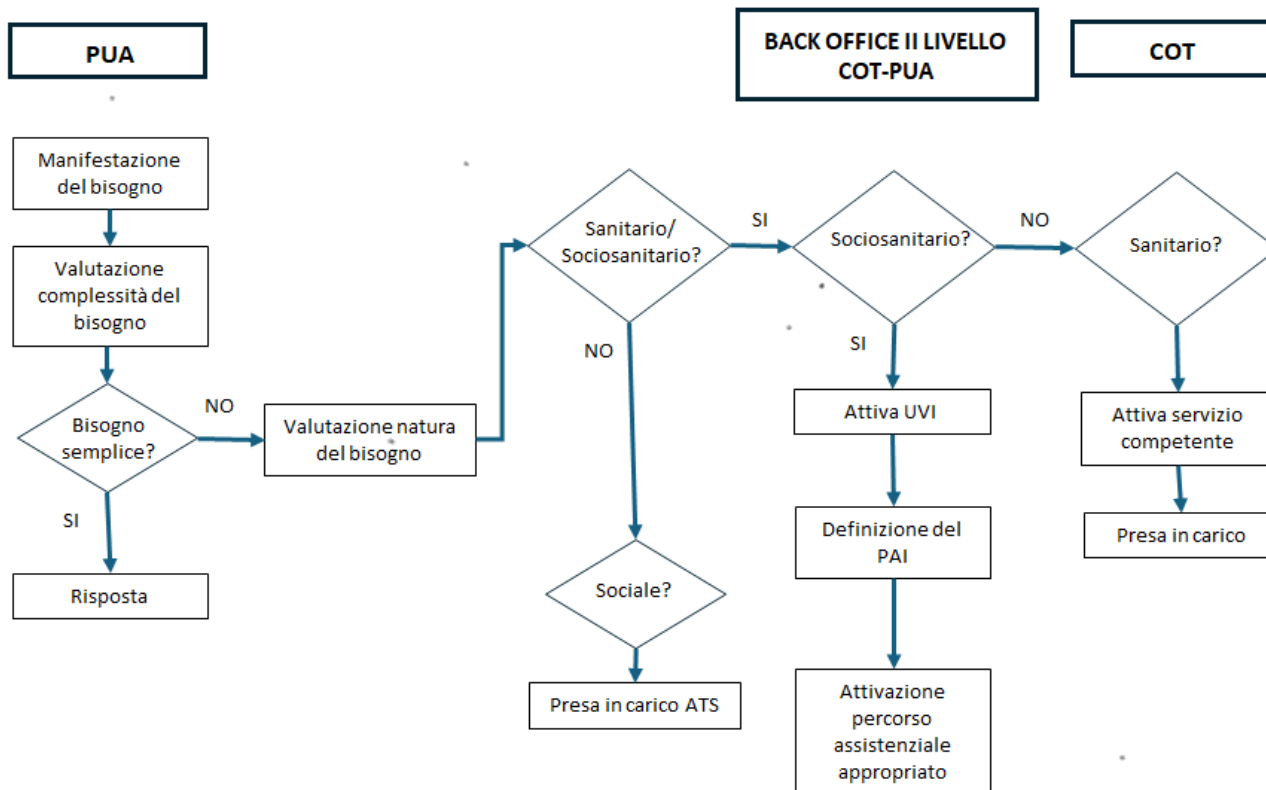 PUA
BACK OFFICE II LIVELLO
COT-PUA
COT
Manifestazione
del bisogno
Valutazione
complessità del
bisogno
Bisogno
semplice?
NO
SI
Risposta
Valutazione natura
del bisogno
Sanitario/
Sociosanitario?
SI
NO
Sociale?
Presa in carico ATS
Sociosanitario?
NO
SI
Attiva UVI
Definizione del
PAI
Attivazione
percorso
assistenziale
appropriato
Sanitario?
Attiva servizio
competente
Presa in carico